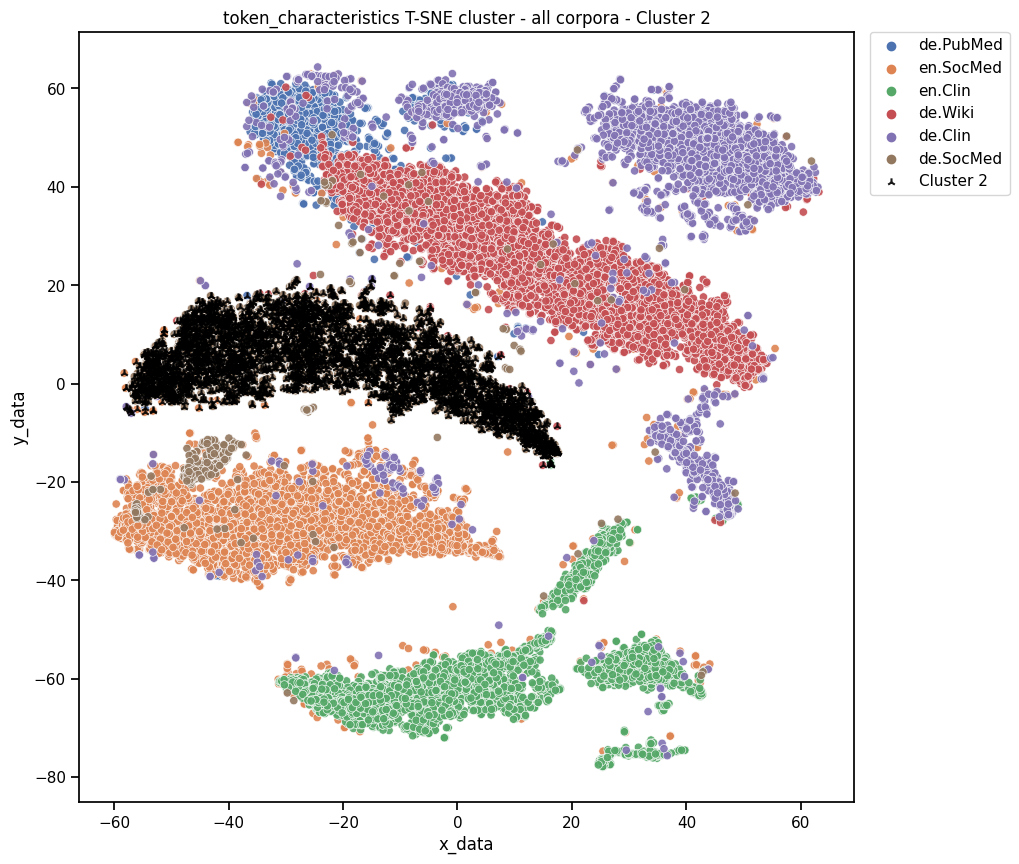 token_characteristics T-SNE cluster - all corpora - Cluster 2
de.PubMed
en.SocMed
en.Clin
de.Wiki
de.Clin
de.SocMed
Cluster 2
60
40
20
0
−20
−40
−60
−80
y_data
−60
−40
−20
0
20
40
60
x_data